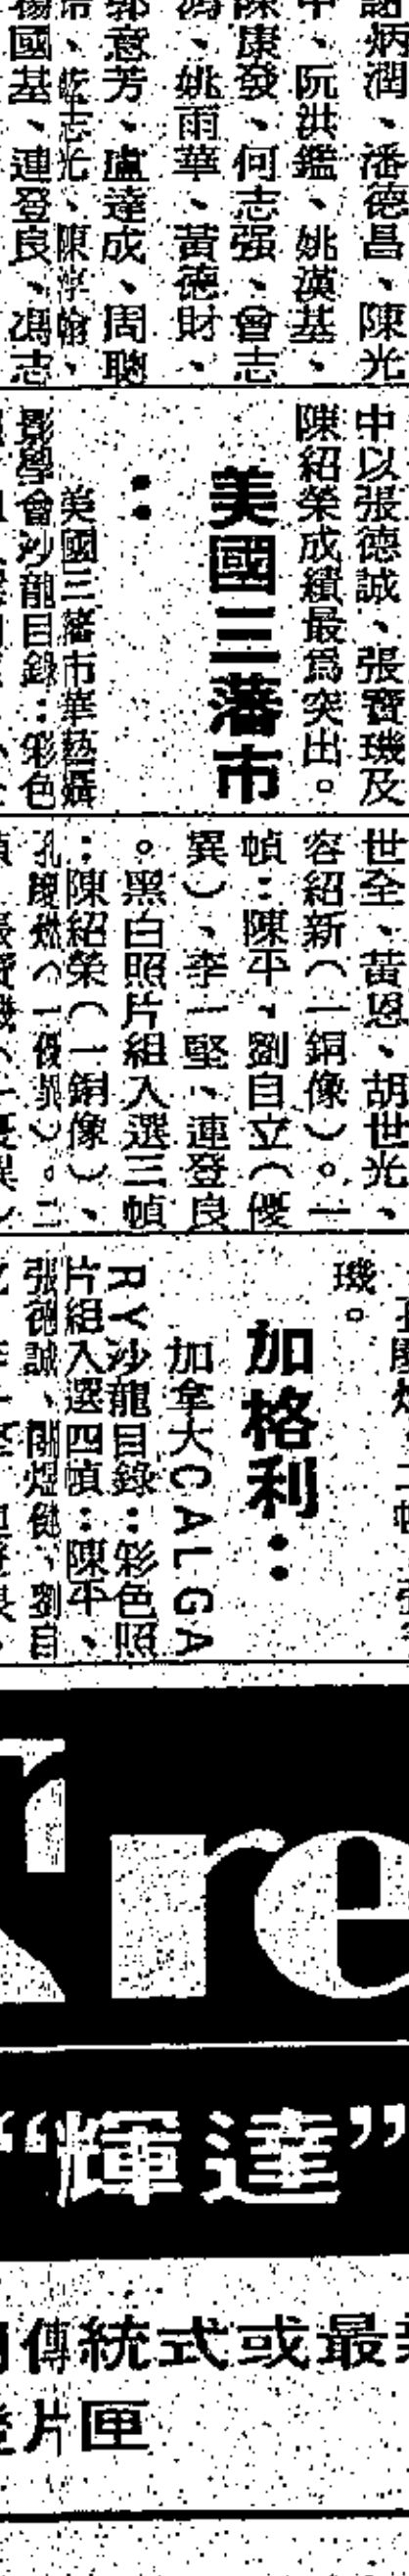 炳潤、潘德昌、陳光
、阮洪鑑、姚漢基、
康發、何志强、曾志
、姚雨華、黃德財、
意芳、盧達成、周聰
志光、陳
國基、連登良、馮志
中以張德誠、張寶璣及
陳紹榮成績最爲突出。
美國三藩市
：
美國三藩市華藝攝
影學會沙龍目錄：彩色
世全、黃恩、胡世光、
容紹新（一銅像）。一
幀：陳平、劉自立（優
異）、李一堅、連登良
。黑白照片組入選三幀
：陳紹榮（一銅像）、
孔慶燃（一優異）。二
璣。
加格利：
加拿大CALGA
RY沙龍目錄：彩色照
片組入選四幀：陳平、
張德誠、關煜健、劉自
re
“輝達”
傳統式或最
片匣